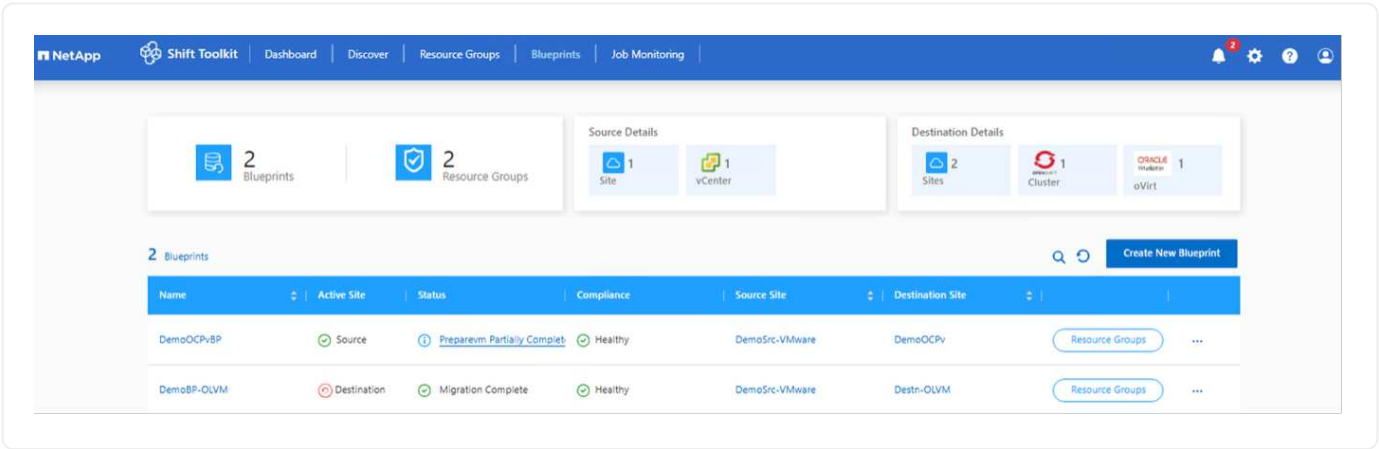 NetApp Shift Toolkit Dashboard Discover Resource Groups Blueprints Job Monitoring 2
Source Details
Destination Details
2
Blueprints
2
Resource Groups
1
Site
1
vCenter
2
Sites
1
Cluster
ORACLE
1
oVirt
2 Blueprints
Create New Blueprint
Name Active Site Status Compliance Source Site Destination Site
DemoOCPvBP Source Preparevm Partially Complet Healthy DemoSrc-VMware DemoOCPv Resource Groups ...
DemoBP-OLVM Destination Migration Complete Healthy DemoSrc-VMware Destn-OLVM Resource Groups ...